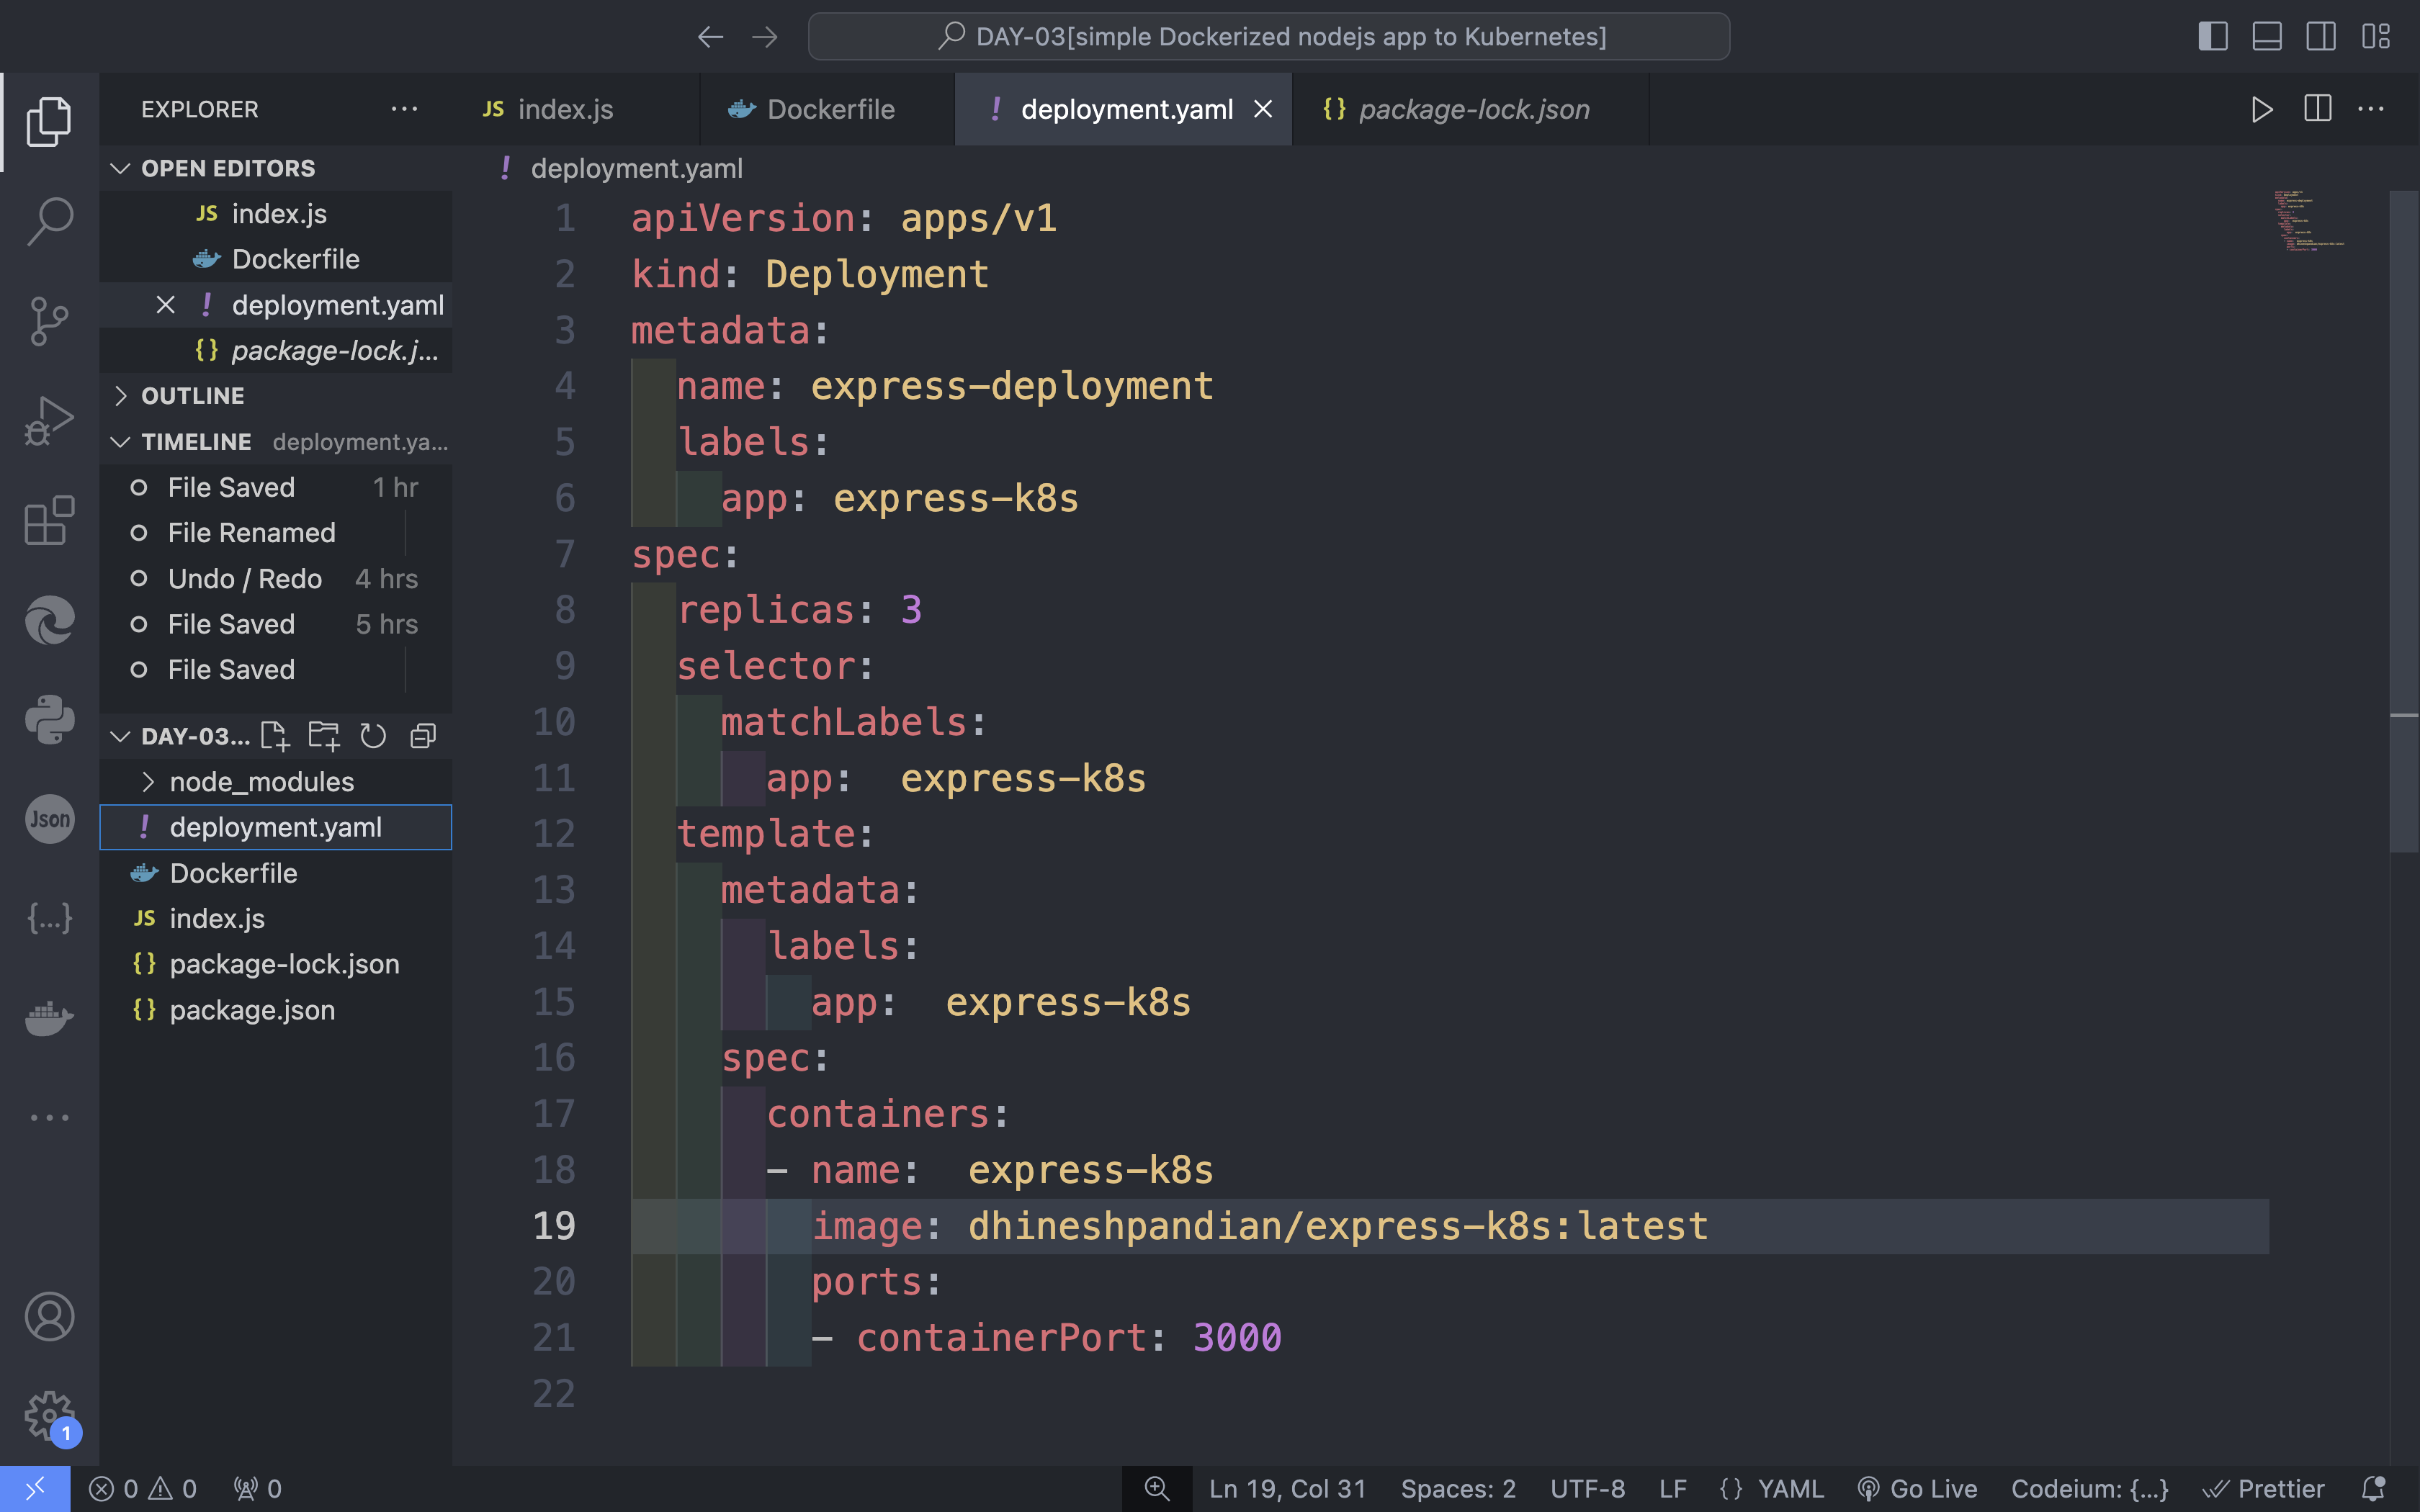 DAY-03[simple Dockerized nodejs app to Kubernetes]
EXPLORER
JS index.js
Dockerfile
! deployment.yaml
{} package-lock.json
OPEN EDITORS
JS index.js
Dockerfile
! deployment.yaml
{} package-lock.j...
OUTLINE
TIMELINE deployment.ya...
File Saved 1 hr
File Renamed
Undo / Redo 4 hrs
File Saved 5 hrs
File Saved
DAY-03...
node_modules
! deployment.yaml
Dockerfile
JS index.js
{} package-lock.json
{} package.json
Json
{...}
1
! deployment.yaml
1 apiVersion: apps/v1
2 kind: Deployment
3 metadata:
4   name: express-deployment
5   labels:
6     app: express-k8s
7 spec:
8   replicas: 3
9   selector:
10     matchLabels:
11       app:  express-k8s
12   template:
13     metadata:
14       labels:
15         app:  express-k8s
16     spec:
17       containers:
18       - name:  express-k8s
19         image: dhineshpandian/express-k8s:latest
20         ports:
21         - containerPort: 3000
22
0 0 0 Ln 19, Col 31 Spaces: 2 UTF-8 LF {} YAML Go Live Codeium: {...} Prettier